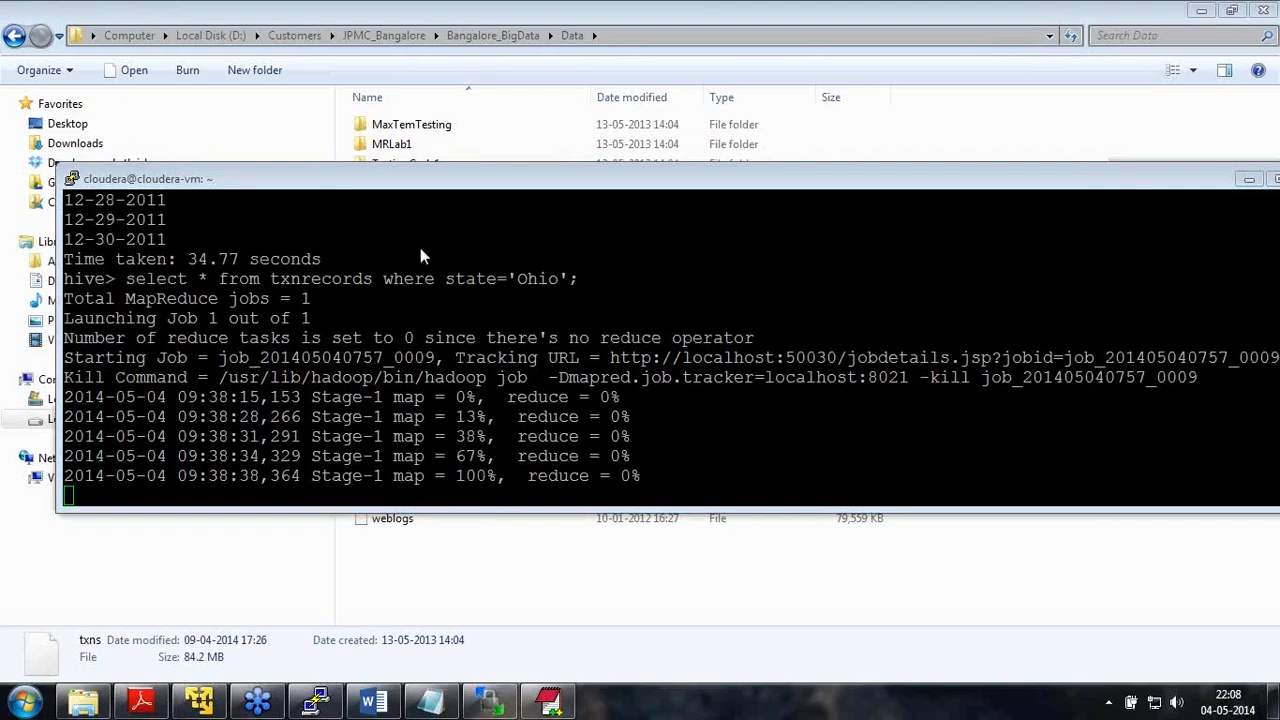 Computer
Local Disk (D:)
Customers
JPMC_Bangalore
Bangalore_BigData
Data
Search Data
Organize
Open
Burn
New folder
Name
Date modified
Type
Size
Favorites
Desktop
Downloads
MaxTemTesting 13-05-2013 14:04 File folder
MRLab1 13-05-2013 14:04 File folder
cloudera@cloudera-vm: ~
12-28-2011
12-29-2011
12-30-2011
Time taken: 34.77 seconds
hive> select * from txnrecords where state='Ohio';
Total MapReduce jobs = 1
Launching Job 1 out of 1
Number of reduce tasks is set to 0 since there's no reduce operator
Starting Job = job_201405040757_0009, Tracking URL = http://localhost:50030/jobdetails.jsp?jobid=job_201405040757_0009
Kill Command = /usr/lib/hadoop/bin/hadoop job  -Dmapred.job.tracker=localhost:8021 -kill job_201405040757_0009
2014-05-04 09:38:15,153 Stage-1 map = 0%,  reduce = 0%
2014-05-04 09:38:28,266 Stage-1 map = 13%,  reduce = 0%
2014-05-04 09:38:31,291 Stage-1 map = 38%,  reduce = 0%
2014-05-04 09:38:34,329 Stage-1 map = 67%,  reduce = 0%
2014-05-04 09:38:38,364 Stage-1 map = 100%,  reduce = 0%
weblogs 10-01-2012 16:27 File 79,559 KB
txns Date modified: 09-04-2014 17:26 Date created: 13-05-2013 14:04
File Size: 84.2 MB
22:08
04-05-2014